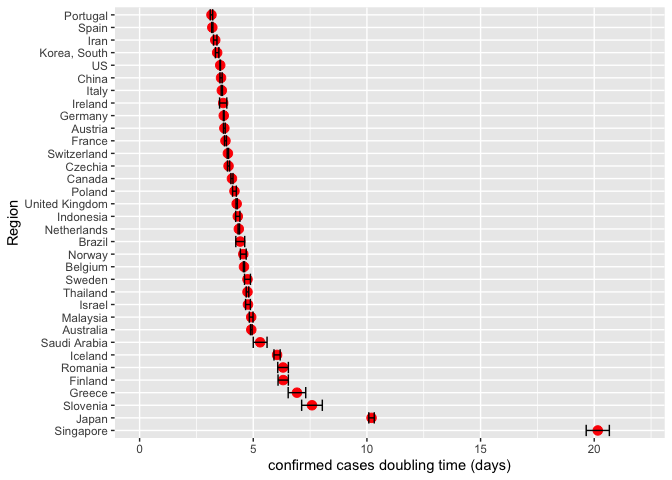 Portugal
Spain
Iran
Korea, South
US
China
Italy
Ireland
Germany
Austria
France
Switzerland
Czechia
Canada
Poland
United Kingdom
Indonesia
Netherlands
Brazil
Norway
Belgium
Sweden
Thailand
Israel
Malaysia
Australia
Saudi Arabia
Iceland
Romania
Finland
Greece
Slovenia
Japan
Singapore
Region
0 5 10 15 20
confirmed cases doubling time (days)